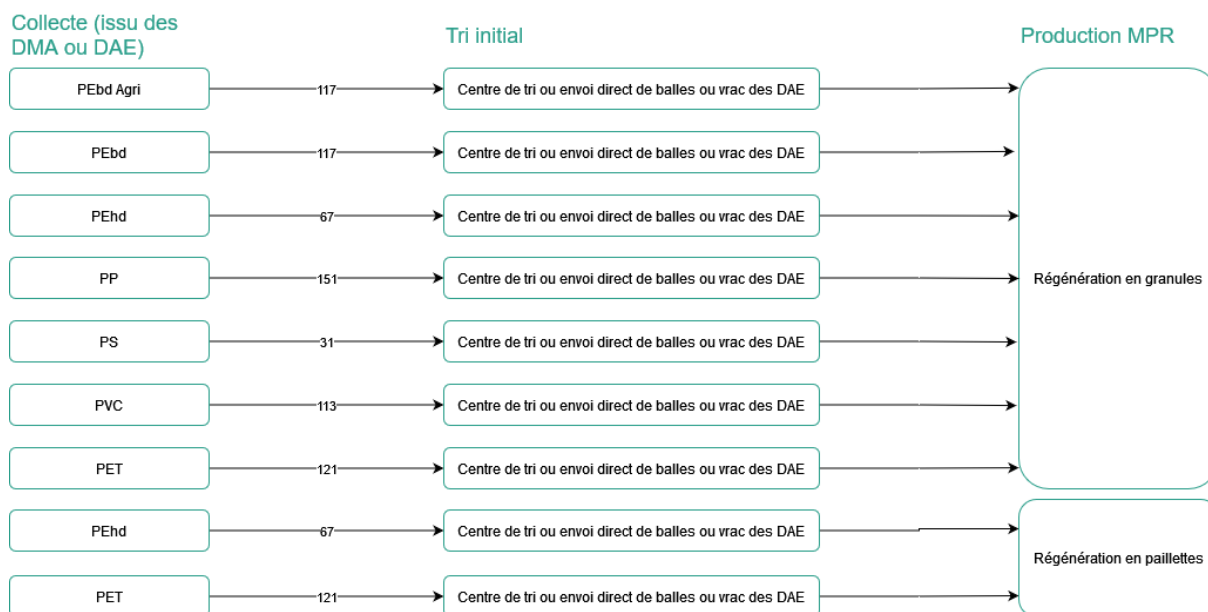 Collecte (issu des
DMA ou DAE)
Tri initial
Production MPR
PEbd Agri
117
Centre de tri ou envoi direct de balles ou vrac des DAE
PEbd
117
Centre de tri ou envoi direct de balles ou vrac des DAE
PEhd
67
Centre de tri ou envoi direct de balles ou vrac des DAE
PP
151
Centre de tri ou envoi direct de balles ou vrac des DAE
Régénération en granules
PS
31
Centre de tri ou envoi direct de balles ou vrac des DAE
PVC
113
Centre de tri ou envoi direct de balles ou vrac des DAE
PET
121
Centre de tri ou envoi direct de balles ou vrac des DAE
PEhd
67
Centre de tri ou envoi direct de balles ou vrac des DAE
Régénération en paillettes
PET
121
Centre de tri ou envoi direct de balles ou vrac des DAE